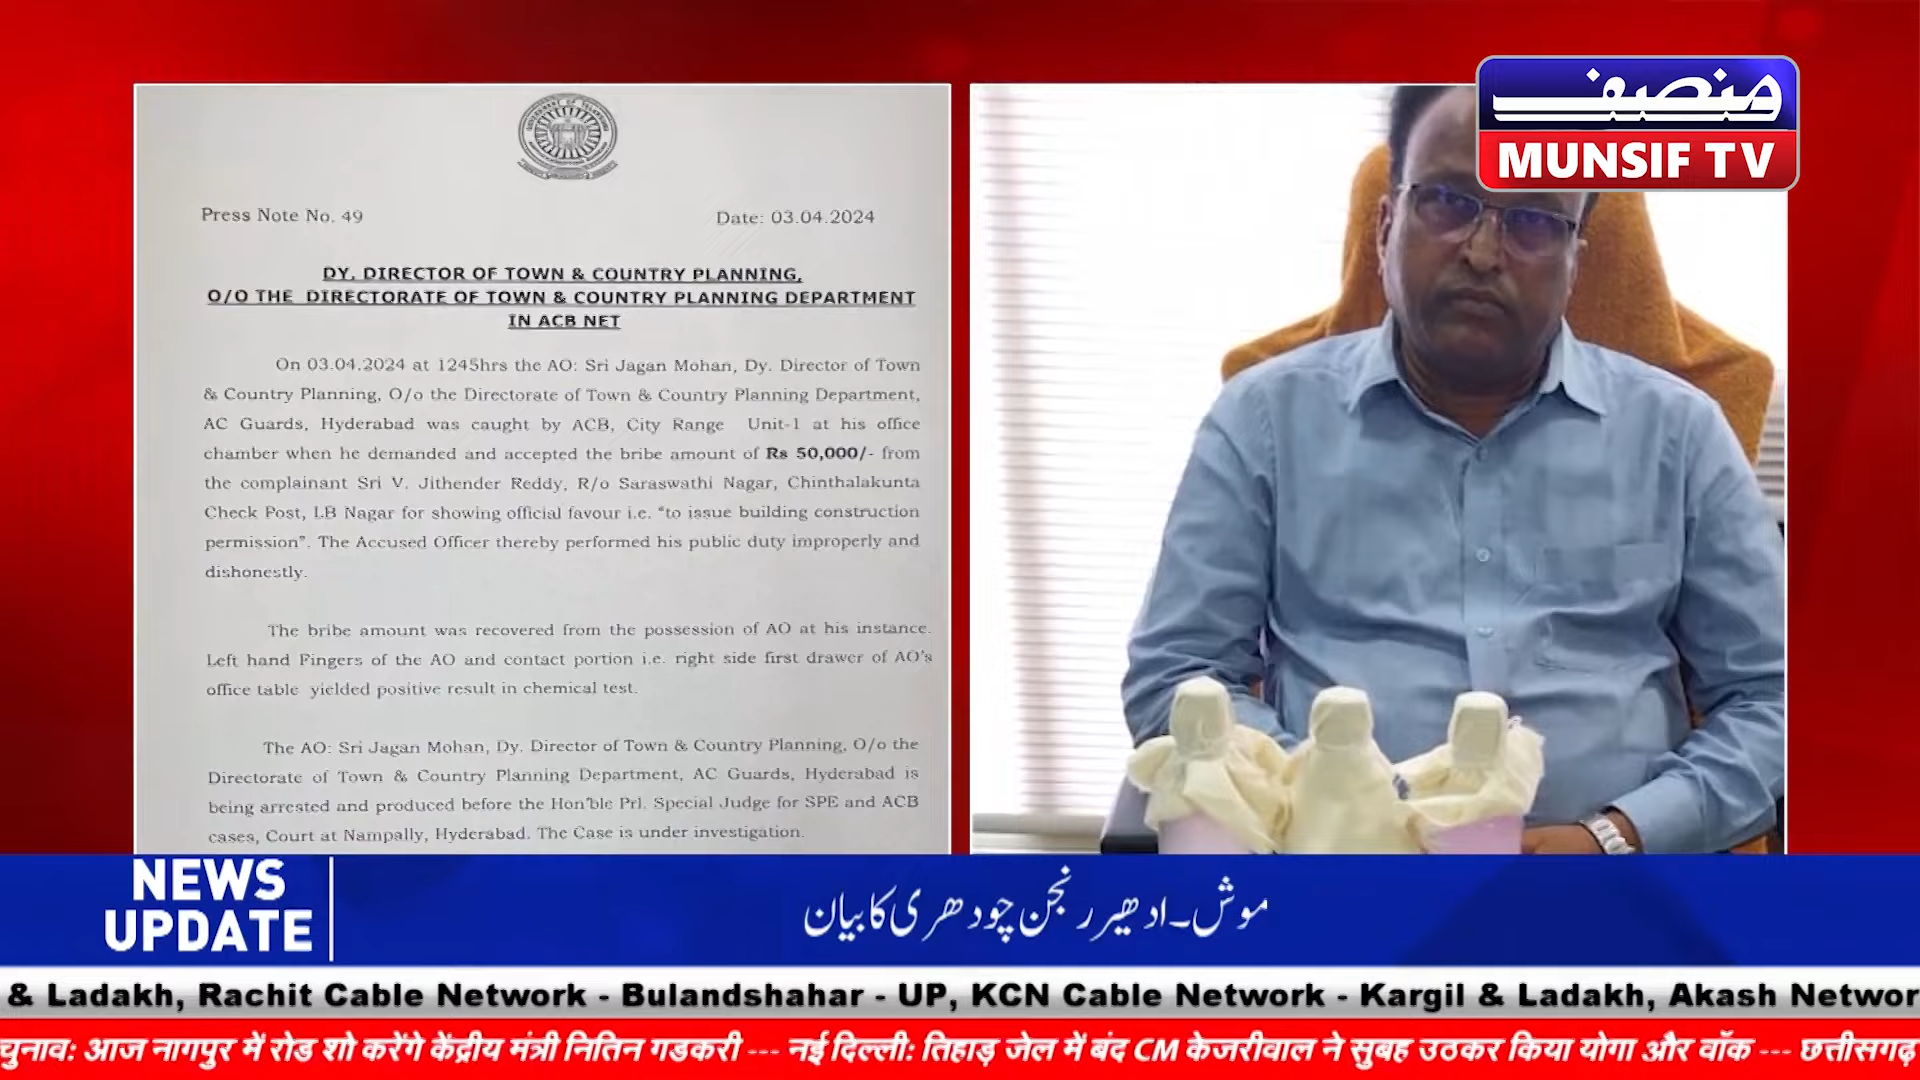 منصف
MUNSIF TV
Press Note No. 49
Date: 03.04.2024
DY. DIRECTOR OF TOWN & COUNTRY PLANNING,
O/O THE DIRECTORATE OF TOWN & COUNTRY PLANNING DEPARTMENT
IN ACB NET
On 03.04.2024 at 1245hrs the AO: Sri Jagan Mohan, Dy. Director of Town
& Country Planning, O/o the Directorate of Town & Country Planning Department,
AC Guards, Hyderabad was caught by ACB, City Range Unit-1 at his office
chamber when he demanded and accepted the bribe amount of Rs 50,000/- from
the complainant Sri V. Jithender Reddy, R/o Saraswathi Nagar, Chinthalakunta
Check Post, LB Nagar for showing official favour i.e. "to issue building construction
permission". The Accused Officer thereby performed his public duty improperly and
dishonestly.
The bribe amount was recovered from the possession of AO at his instance.
Left hand Fingers of the AO and contact portion i.e. right side first drawer of AO's
office table yielded positive result in chemical test.
The AO: Sri Jagan Mohan, Dy. Director of Town & Country Planning, O/o the
Directorate of Town & Country Planning Department, AC Guards, Hyderabad is
being arrested and produced before the Hon'ble Prl. Special Judge for SPE and ACB
cases, Court at Nampally, Hyderabad. The Case is under investigation.
NEWS
UPDATE
موش۔ادھیررنجن چودھری کا بیان
& Ladakh, Rachit Cable Network - Bulandshahar - UP, KCN Cable Network - Kargil & Ladakh, Akash Networ
चुनाव: आज नागपुर में रोड शो करेंगे केंद्रीय मंत्री नितिन गडकरी --- नई दिल्ली: तिहाड़ जेल में बंद CM केजरीवाल ने सुबह उठकर किया योगा और वॉक --- छत्तीसगढ़